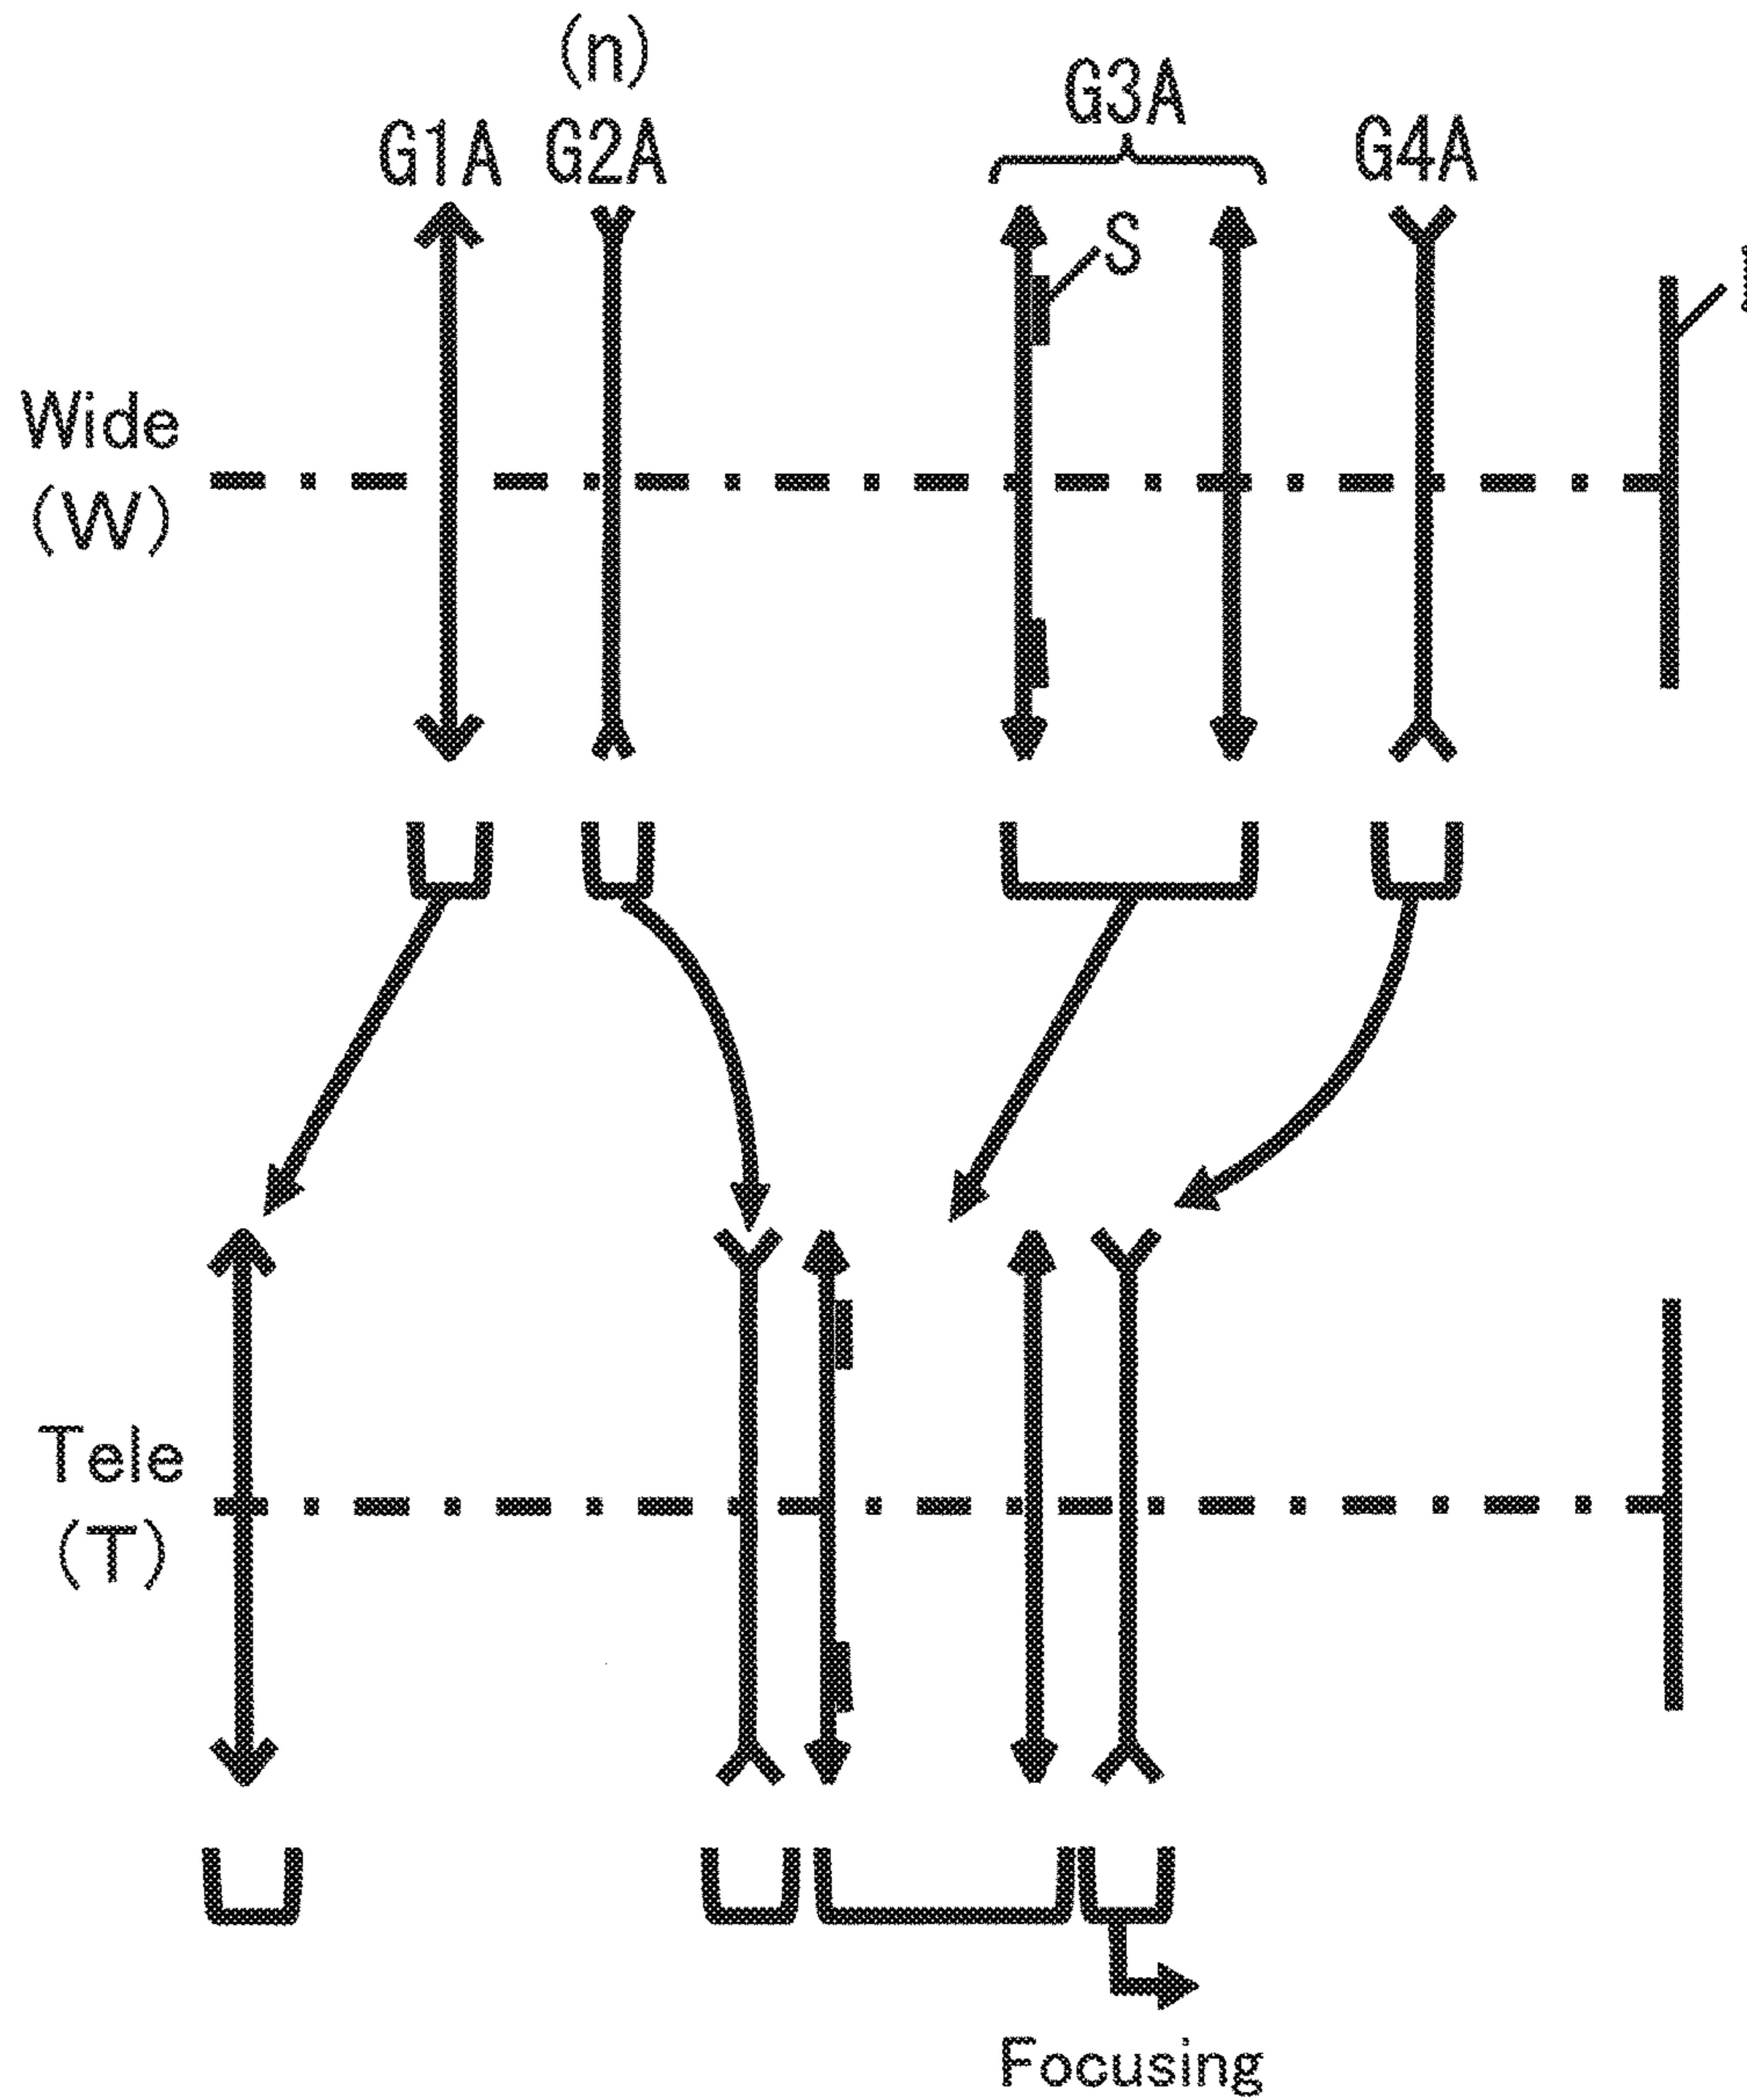 (n)
G1A G2A G3A G4A
S
Wide
(W)
Tele
(T)
Focusing